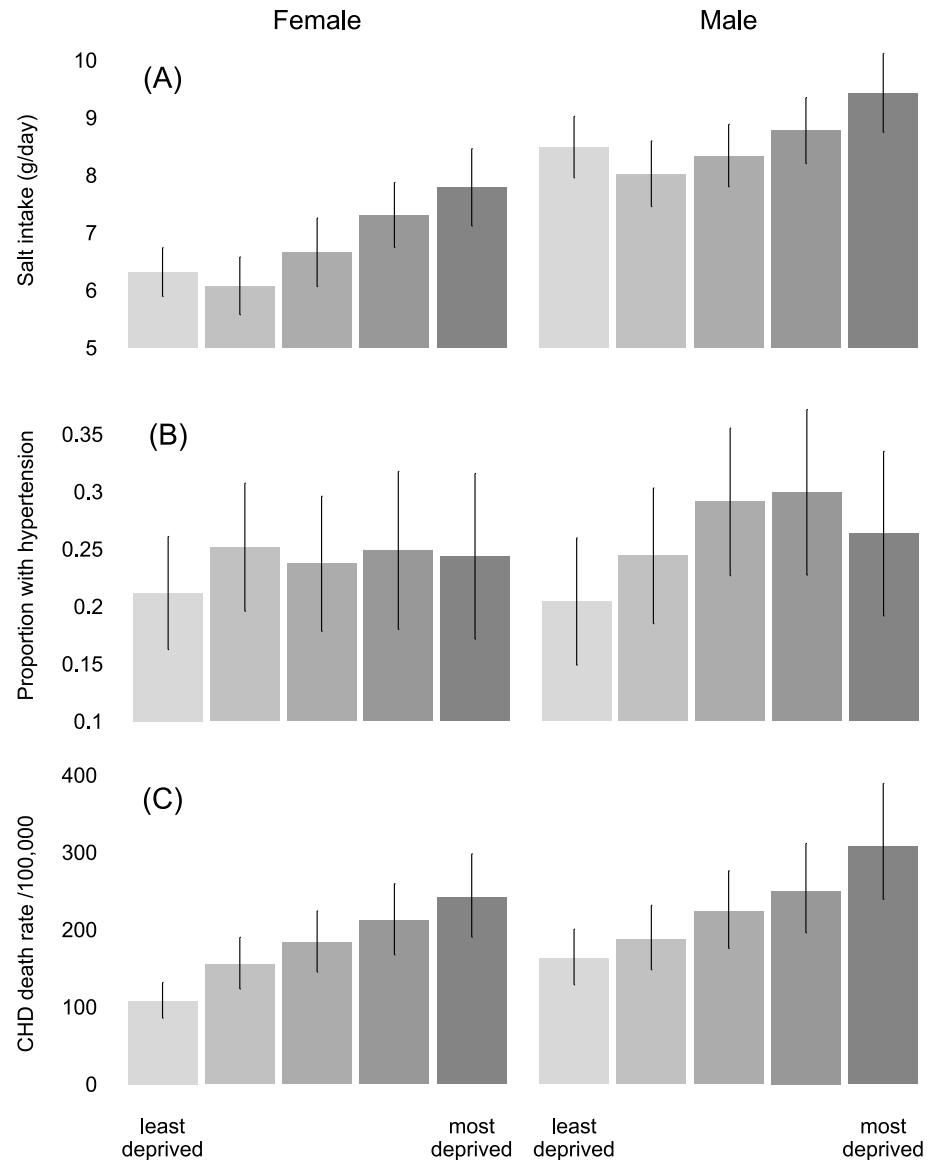 Female
Male
(A)
Salt intake (g/day)
10
9
8
7
6
5
(B)
Proportion with hypertension
0.35
0.3
0.25
0.2
0.15
0.1
(C)
CHD death rate /100,000
400
300
200
100
0
least
deprived
most
deprived
least
deprived
most
deprived